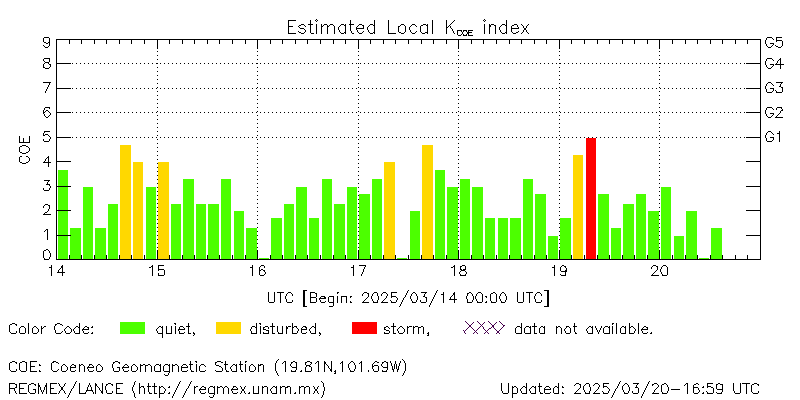 Estimated Local KCOE index
9 G5
8 G4
7 G3
6 G2
5 G1
4
3
2
1
0
COE
14 15 16 17 18 19 20
UTC [Begin: 2025/03/14 00:00 UTC]
Color Code: quiet, disturbed, storm, data not available.
COE: Coeneo Geomagnetic Station (19.81N,101.69W)
REGMEX/LANCE (http://regmex.unam.mx) Updated: 2025/03/20-16:59 UTC